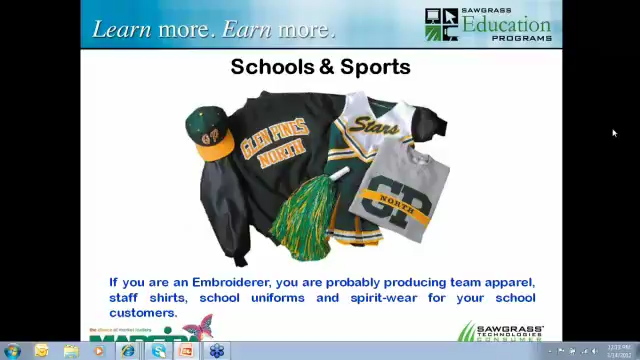 Learn more. Earn more.
SAWGRASS
Education
PROGRAMS
Schools & Sports
GP
GLEN PINES
NORTH
Stars
GP
NORTH
If you are an Embroiderer, you are probably producing team apparel,
staff shirts, school uniforms and spirit-wear for your school
customers.
SAWGRASS
TECHNOLOGIES
CONSUMER